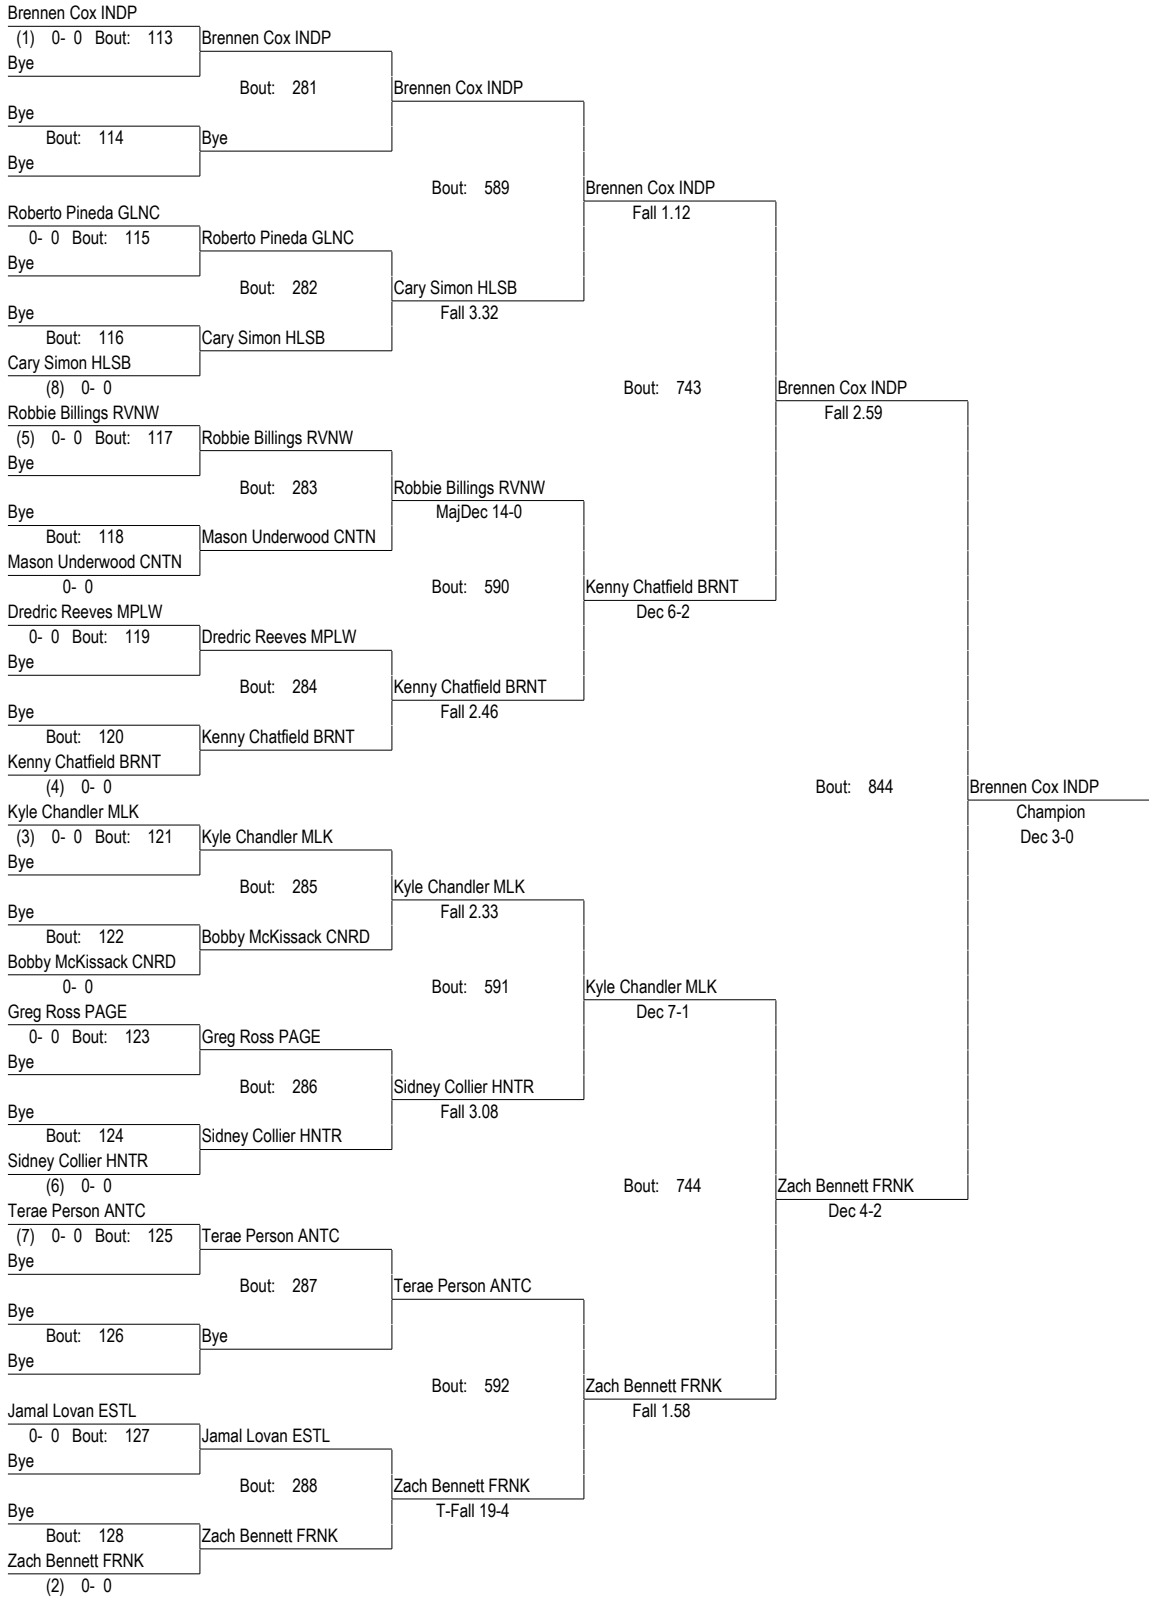 Brennen Cox INDP
(1) 0- 0 Bout: 113 Brennen Cox INDP
Bye
Bout: 281 Brennen Cox INDP
Bye
Bout: 114 Bye
Bye
Bout: 589 Brennen Cox INDP
Roberto Pineda GLNC Fall 1.12
0- 0 Bout: 115 Roberto Pineda GLNC
Bye
Bout: 282 Cary Simon HLSB
Bye Fall 3.32
Bout: 116 Cary Simon HLSB
Cary Simon HLSB
(8) 0- 0 Bout: 743 Brennen Cox INDP
Robbie Billings RVNW Fall 2.59
(5) 0- 0 Bout: 117 Robbie Billings RVNW
Bye
Bout: 283 Robbie Billings RVNW
Bye MajDec 14-0
Bout: 118 Mason Underwood CNTN
Mason Underwood CNTN
0- 0 Bout: 590 Kenny Chatfield BRNT
Dredric Reeves MPLW Dec 6-2
0- 0 Bout: 119 Dredric Reeves MPLW
Bye
Bout: 284 Kenny Chatfield BRNT
Bye Fall 2.46
Bout: 120 Kenny Chatfield BRNT
Kenny Chatfield BRNT
(4) 0- 0 Bout: 844 Brennen Cox INDP
Kyle Chandler MLK Champion
(3) 0- 0 Bout: 121 Kyle Chandler MLK Dec 3-0
Bye
Bout: 285 Kyle Chandler MLK
Bye Fall 2.33
Bout: 122 Bobby McKissack CNRD
Bobby McKissack CNRD
0- 0 Bout: 591 Kyle Chandler MLK
Greg Ross PAGE Dec 7-1
0- 0 Bout: 123 Greg Ross PAGE
Bye
Bout: 286 Sidney Collier HNTR
Bye Fall 3.08
Bout: 124 Sidney Collier HNTR
Sidney Collier HNTR
(6) 0- 0 Bout: 744 Zach Bennett FRNK
Terae Person ANTC Dec 4-2
(7) 0- 0 Bout: 125 Terae Person ANTC
Bye
Bout: 287 Terae Person ANTC
Bye
Bout: 126 Bye
Bye
Bout: 592 Zach Bennett FRNK
Jamal Lovan ESTL Fall 1.58
0- 0 Bout: 127 Jamal Lovan ESTL
Bye
Bout: 288 Zach Bennett FRNK
Bye T-Fall 19-4
Bout: 128 Zach Bennett FRNK
Zach Bennett FRNK
(2) 0- 0